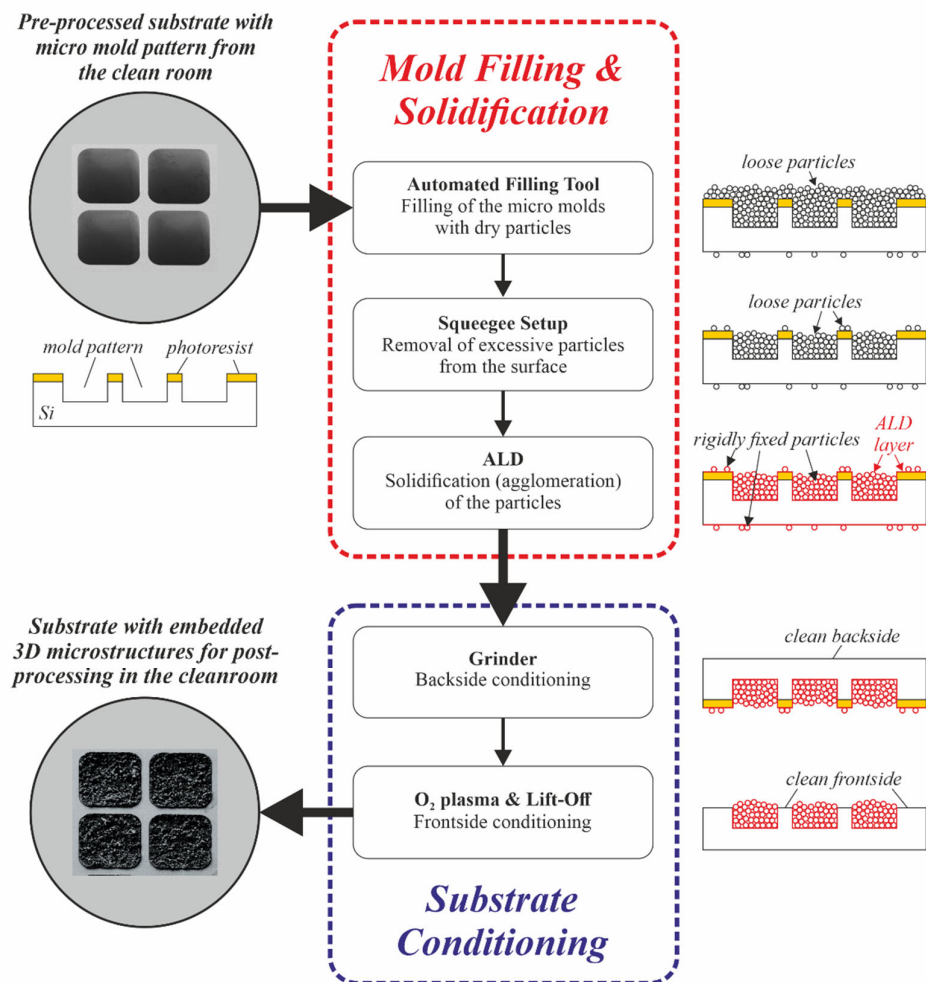 Pre-processed substrate with
micro mold pattern from
the clean room
mold pattern
photoresist
Si
Mold Filling &
Solidification
Automated Filling Tool
Filling of the micro molds
with dry particles
loose particles
Squeegee Setup
Removal of excessive particles
from the surface
loose particles
ALD
Solidification (agglomeration)
of the particles
rigidly fixed particles
ALD
layer
Substrate with embedded
3D microstructures for post-
processing in the cleanroom
Grinder
Backside conditioning
clean backside
O₂ plasma & Lift-Off
Frontside conditioning
clean frontside
Substrate
Conditioning